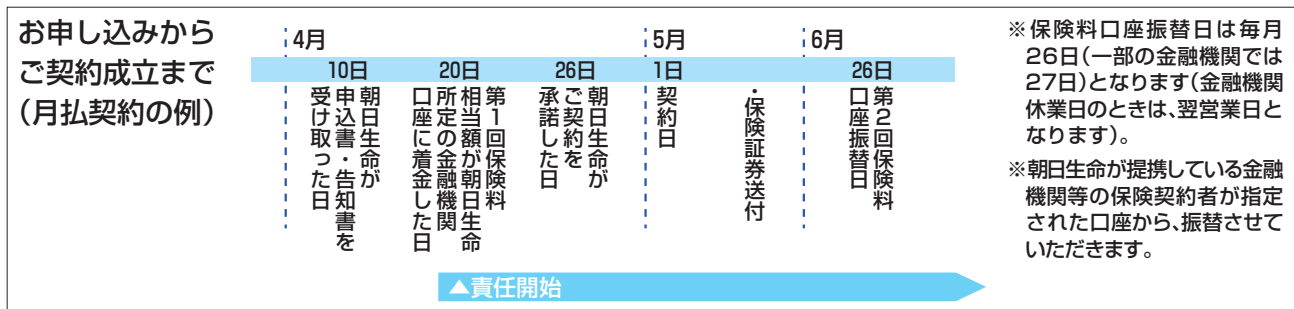 お申し込みから
ご契約成立まで
（月払契約の例）
4月
5月
6月
10日
20日
26日
1日
26日
朝日生命が
申込書・告知書を
受け取った日
第1回保険料
相当額が朝日生命
所定の金融機関
口座に着金した日
朝日生命が
ご契約を
承諾した日
契約日
・保険証券送付
第2回保険料
口座振替日
▲責任開始
※保険料口座振替日は毎月
26日（一部の金融機関では
27日）となります（金融機関
休業日のときは、翌営業日と
なります）。
※朝日生命が提携している金融
機関等の保険契約者が指定
された口座から、振替させて
いただきます。